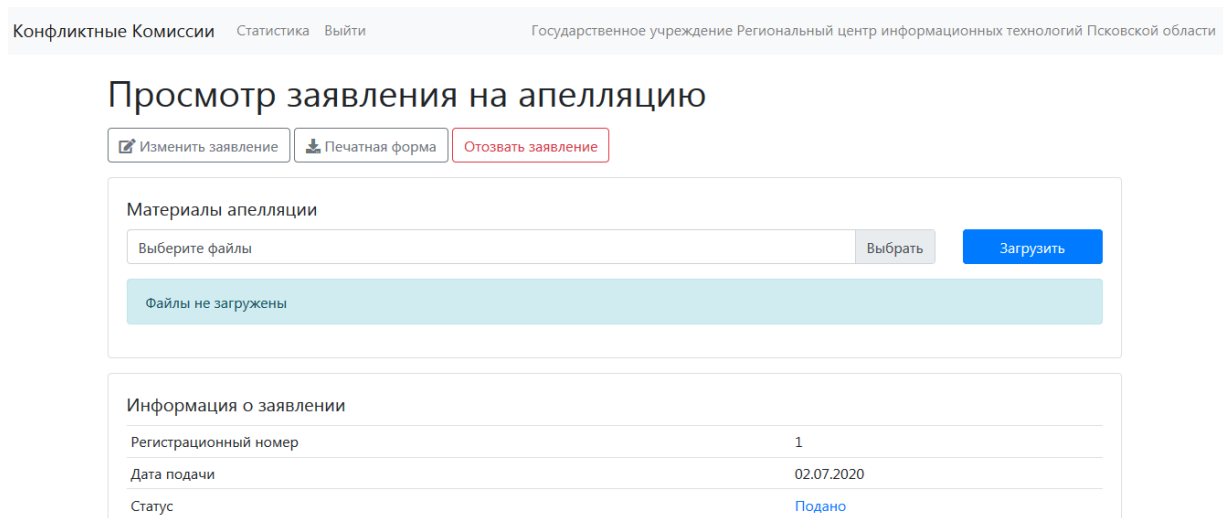 Конфликтные Комиссии Статистика Выйти Государственное учреждение Региональный центр информационных технологий Псковской области
Просмотр заявления на апелляцию
Изменить заявление Печатная форма Отозвать заявление
Материалы апелляции
Выберите файлы Выбрать Загрузить
Файлы не загружены
Информация о заявлении
Регистрационный номер 1
Дата подачи 02.07.2020
Статус Подано